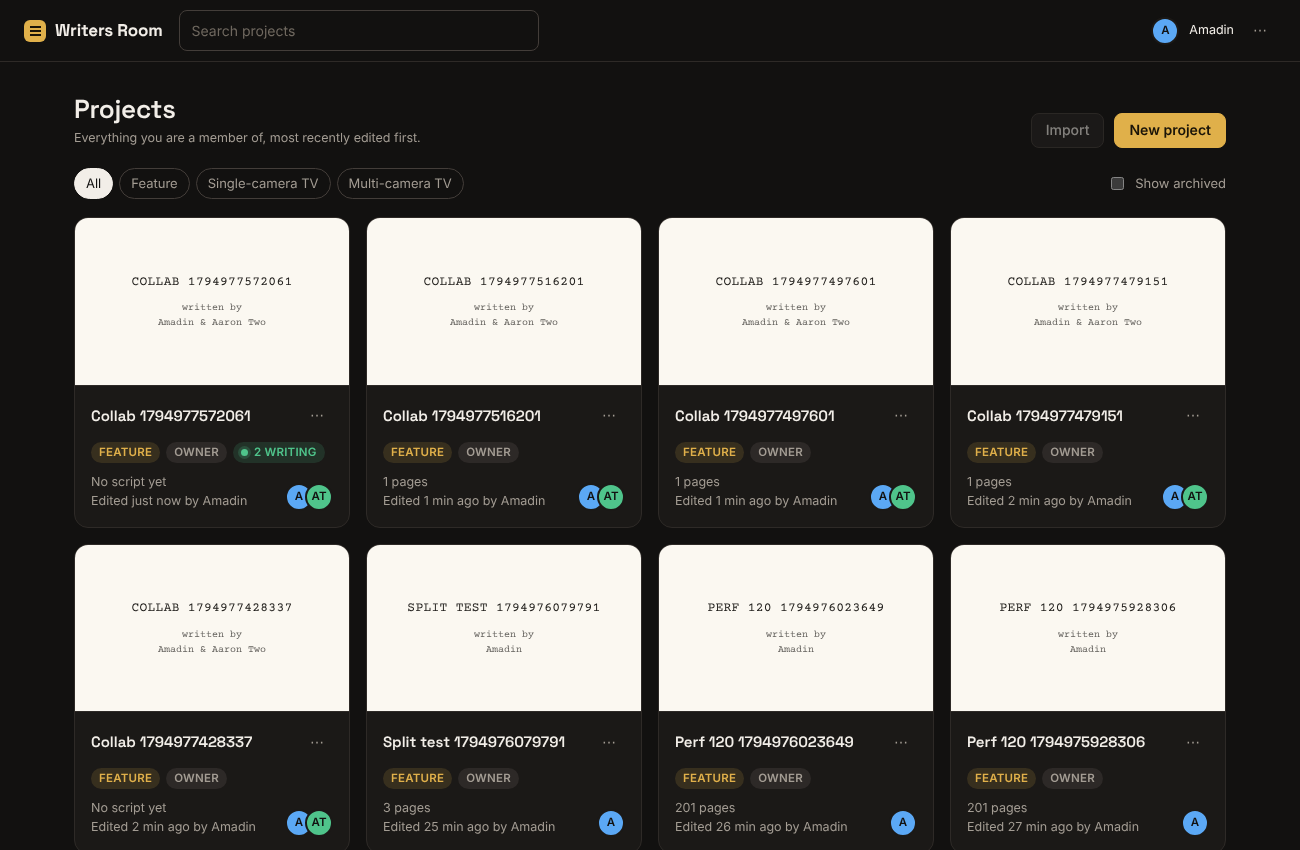 Writers Room
Search projects
A
Amadin
···
Projects
Everything you are a member of, most recently edited first.
Import
New project
All
Feature
Single-camera TV
Multi-camera TV
Show archived
COLLAB 1794977572061
written by
Amadin & Aaron Two
Collab 1794977572061
···
FEATURE
OWNER
2 WRITING
No script yet
Edited just now by Amadin
A
AT
COLLAB 1794977516201
written by
Amadin & Aaron Two
Collab 1794977516201
···
FEATURE
OWNER
1 pages
Edited 1 min ago by Amadin
A
AT
COLLAB 1794977497601
written by
Amadin & Aaron Two
Collab 1794977497601
···
FEATURE
OWNER
1 pages
Edited 1 min ago by Amadin
A
AT
COLLAB 1794977479151
written by
Amadin & Aaron Two
Collab 1794977479151
···
FEATURE
OWNER
1 pages
Edited 2 min ago by Amadin
A
AT
COLLAB 1794977428337
written by
Amadin & Aaron Two
Collab 1794977428337
···
FEATURE
OWNER
No script yet
Edited 2 min ago by Amadin
A
AT
SPLIT TEST 1794976079791
written by
Amadin
Split test 1794976079791
···
FEATURE
OWNER
3 pages
Edited 25 min ago by Amadin
A
PERF 120 1794976023649
written by
Amadin
Perf 120 1794976023649
···
FEATURE
OWNER
201 pages
Edited 26 min ago by Amadin
A
PERF 120 1794975928306
written by
Amadin
Perf 120 1794975928306
···
FEATURE
OWNER
201 pages
Edited 27 min ago by Amadin
A